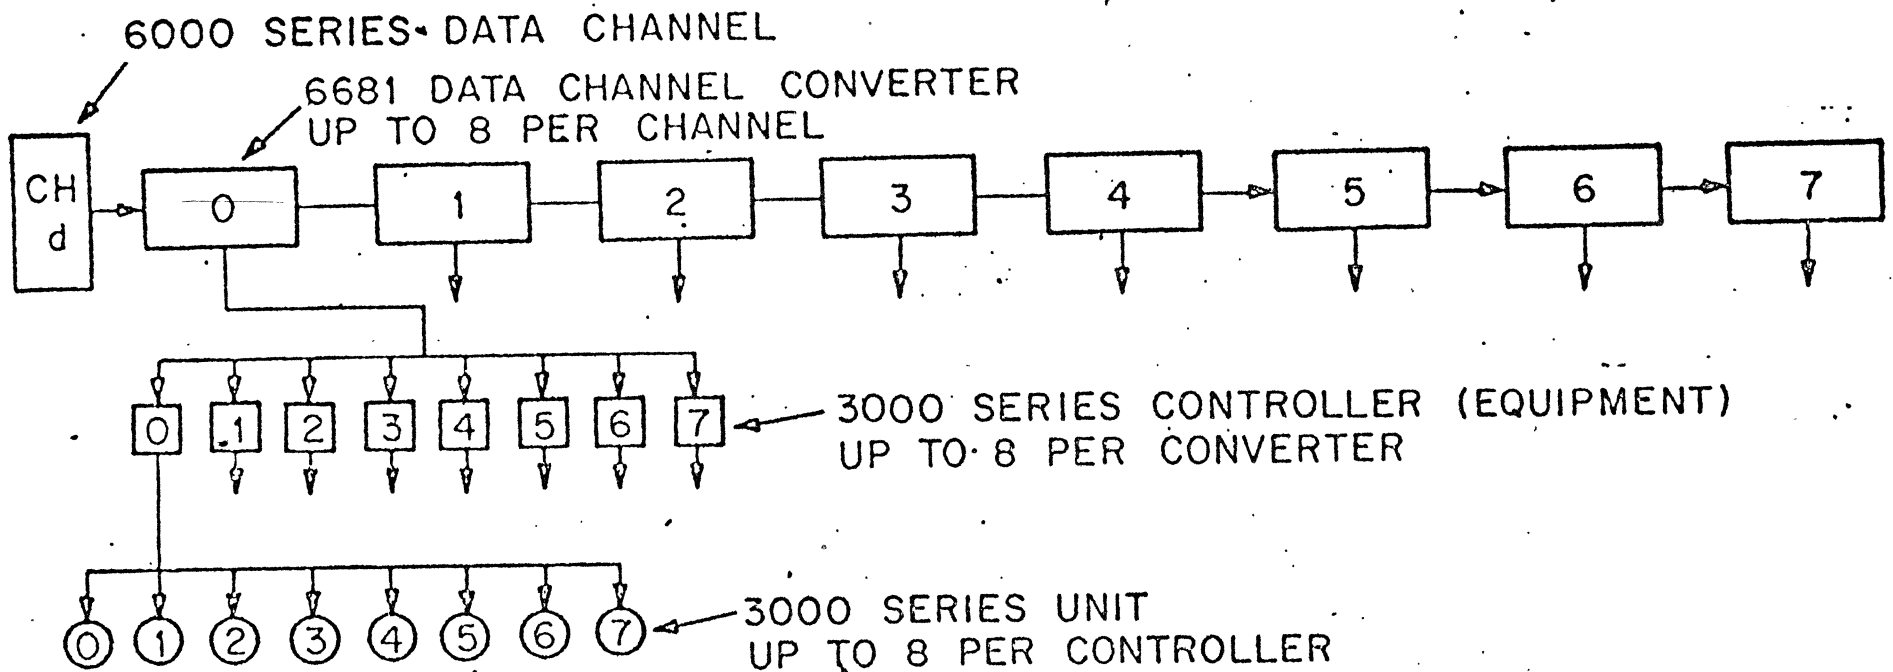 6000 SERIES DATA CHANNEL
6681 DATA CHANNEL CONVERTER
UP TO 8 PER CHANNEL
CH
d
0 1 2 3 4 5 6 7
0 1 2 3 4 5 6 7
3000 SERIES CONTROLLER (EQUIPMENT)
UP TO 8 PER CONVERTER
0 1 2 3 4 5 6 7
3000 SERIES UNIT
UP TO 8 PER CONTROLLER